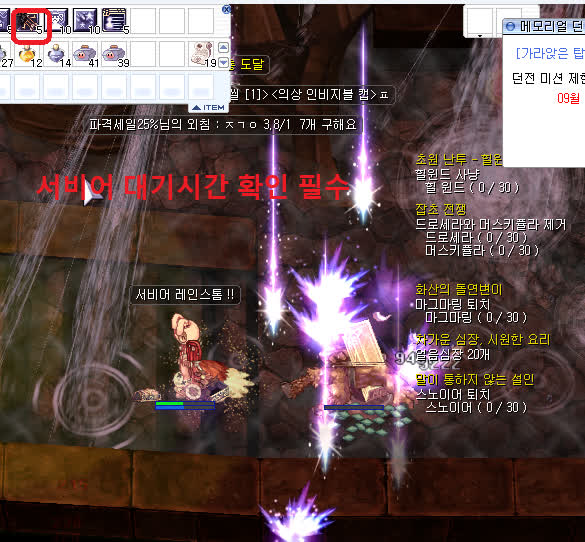 9 5 10 10 5
27 12 14 41 39 19
ITEM
도달
[1]><의상 인비지블 캡>ㅍ
파격세일25%님의 외침 : ㅈㄱㅇ 3,8/1 7개 구해요
서비어 대기시간 확인 필수
서비어 레인스톰 !!
메모리얼 던
[가라앉은 탑
던전 미션 제한
09월
초원 난투 - 힐윈
힐윈드 사냥
힐 윈드 ( 0 / 30 )
잡초 전쟁
드로세라와 머스키플라 제거
드로세라 ( 0 / 30 )
머스키플라 ( 0 / 30 )
화산의 돌연변이
마그마링 퇴치
마그마링 ( 0 / 30 )
차가운 심장, 시원한 요리
얼음심장 20개
말이 통하지 않는 설인
스노이어 퇴치
스노이어 ( 0 / 30 )